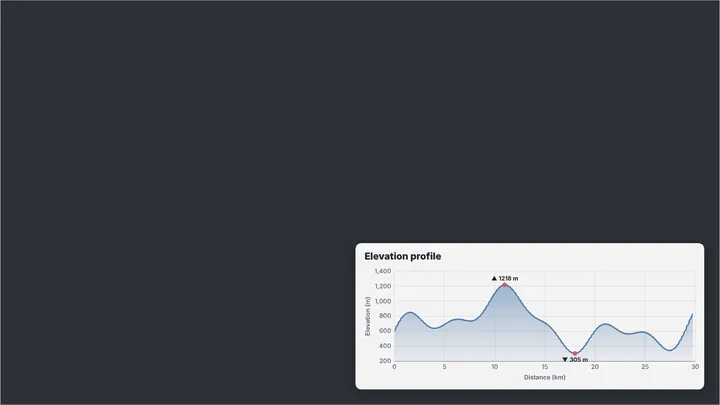 Elevation profile
▲ 1218 m
1,400
1,200
1,000
800
600
400
200
Elevation (m)
▼ 305 m
0 5 10 15 20 25 30
Distance (km)